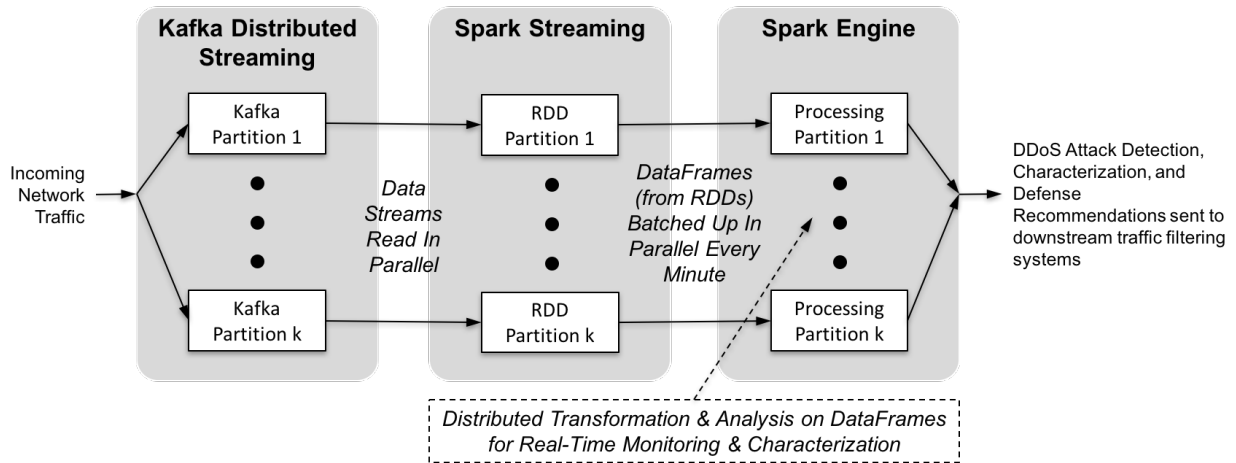 Kafka Distributed
Streaming
Spark Streaming
Spark Engine
Incoming
Network
Traffic
Kafka
Partition 1
Kafka
Partition k
Data
Streams
Read In
Parallel
RDD
Partition 1
RDD
Partition k
DataFrames
(from RDDs)
Batched Up In
Parallel Every
Minute
Processing
Partition 1
Processing
Partition k
DDoS Attack Detection,
Characterization, and
Defense
Recommendations sent to
downstream traffic filtering
systems
Distributed Transformation & Analysis on DataFrames
for Real-Time Monitoring & Characterization